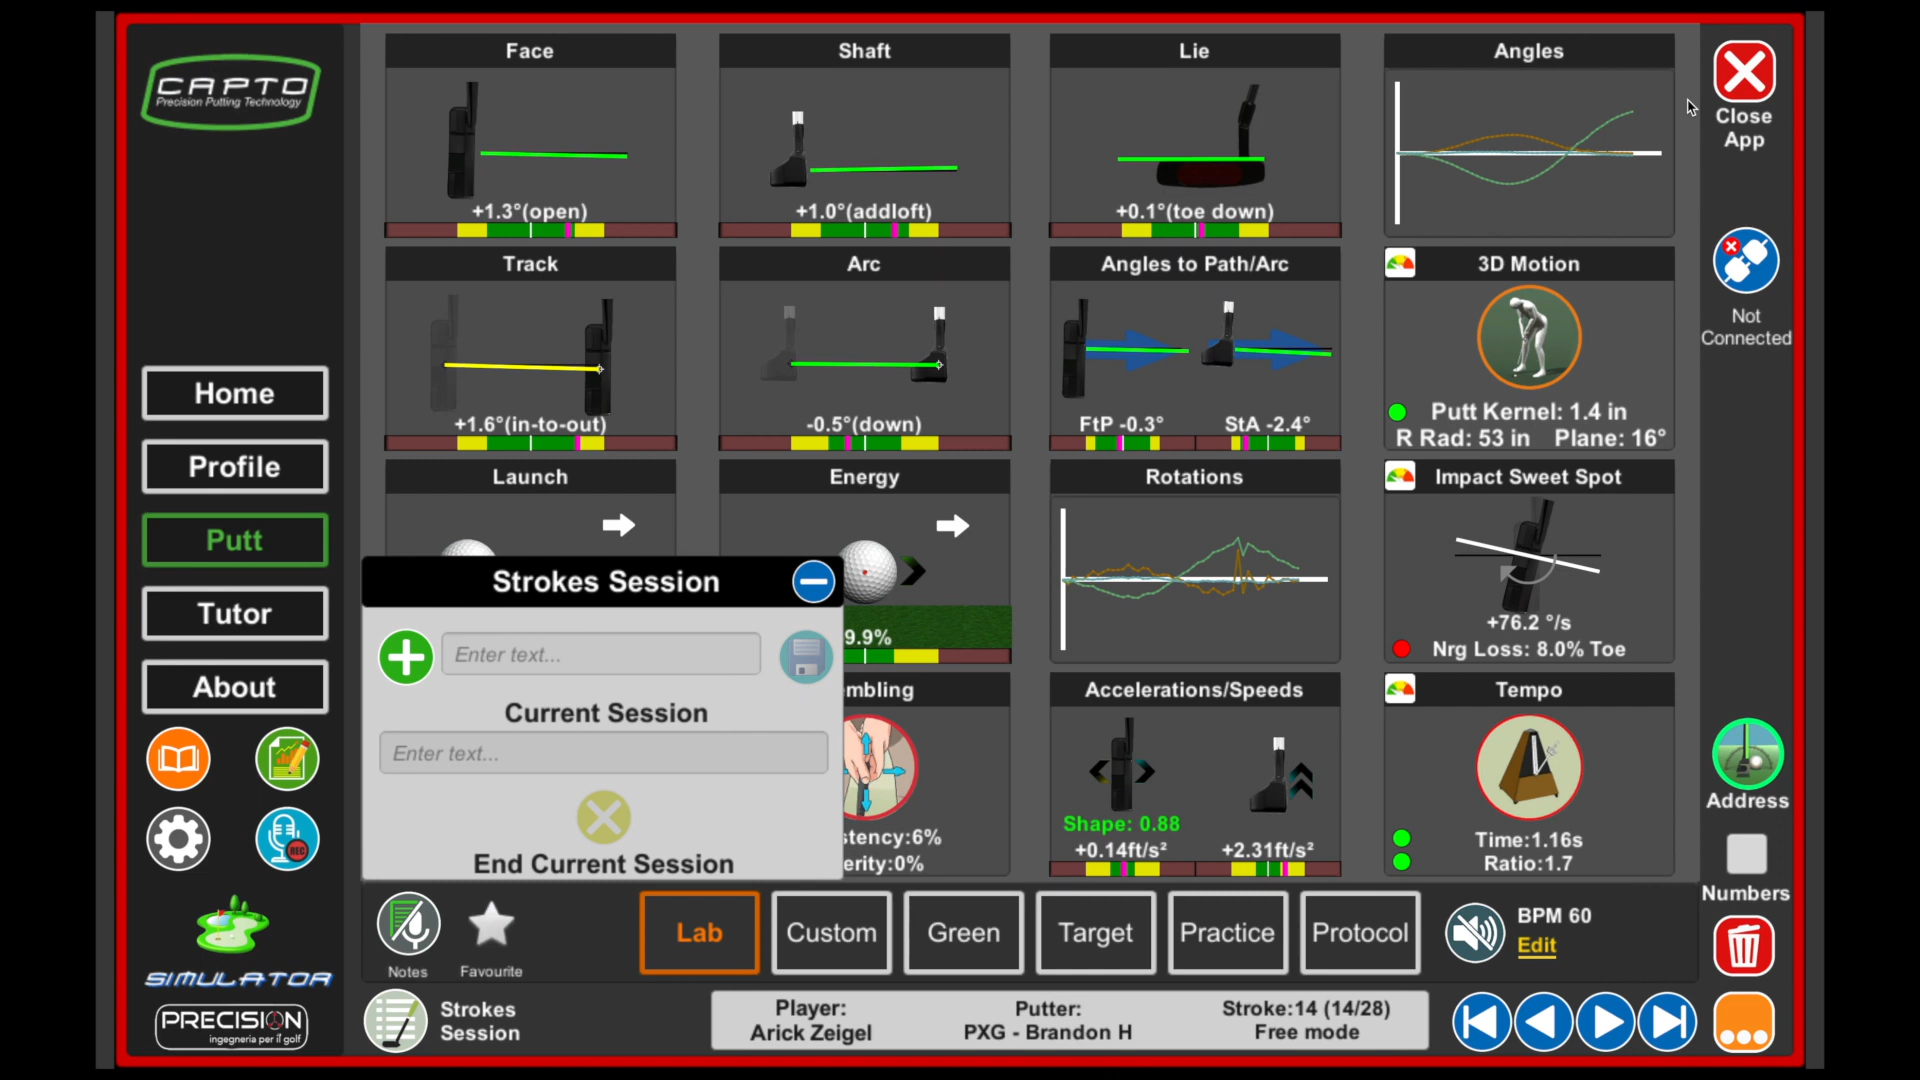 CAPTO
Precision Putting Technology
Home
Profile
Putt
Tutor
About
REC
SIMULATOR
PRECISION
ingegneria per il golf
Face
+1.3°(open)
Shaft
+1.0°(addloft)
Lie
+0.1°(toe down)
Angles
Track
+1.6°(in-to-out)
Arc
-0.5°(down)
Angles to Path/Arc
FtP -0.3°
StA -2.4°
3D Motion
Putt Kernel: 1.4 in
R Rad: 53 in Plane: 16°
Launch
Energy
9.9%
Rotations
Impact Sweet Spot
+76.2 °/s
Nrg Loss: 8.0% Toe
Strokes Session
Enter text...
Current Session
Enter text...
End Current Session
mbling
stency:6%
erity:0%
Accelerations/Speeds
Shape: 0.88
+0.14ft/s²
+2.31ft/s²
Tempo
Time:1.16s
Ratio:1.7
Notes
Favourite
Lab
Custom
Green
Target
Practice
Protocol
BPM 60
Edit
Strokes
Session
Player:
Arick Zeigel
Putter:
PXG - Brandon H
Stroke:14 (14/28)
Free mode
Close
App
Not
Connected
Address
Numbers